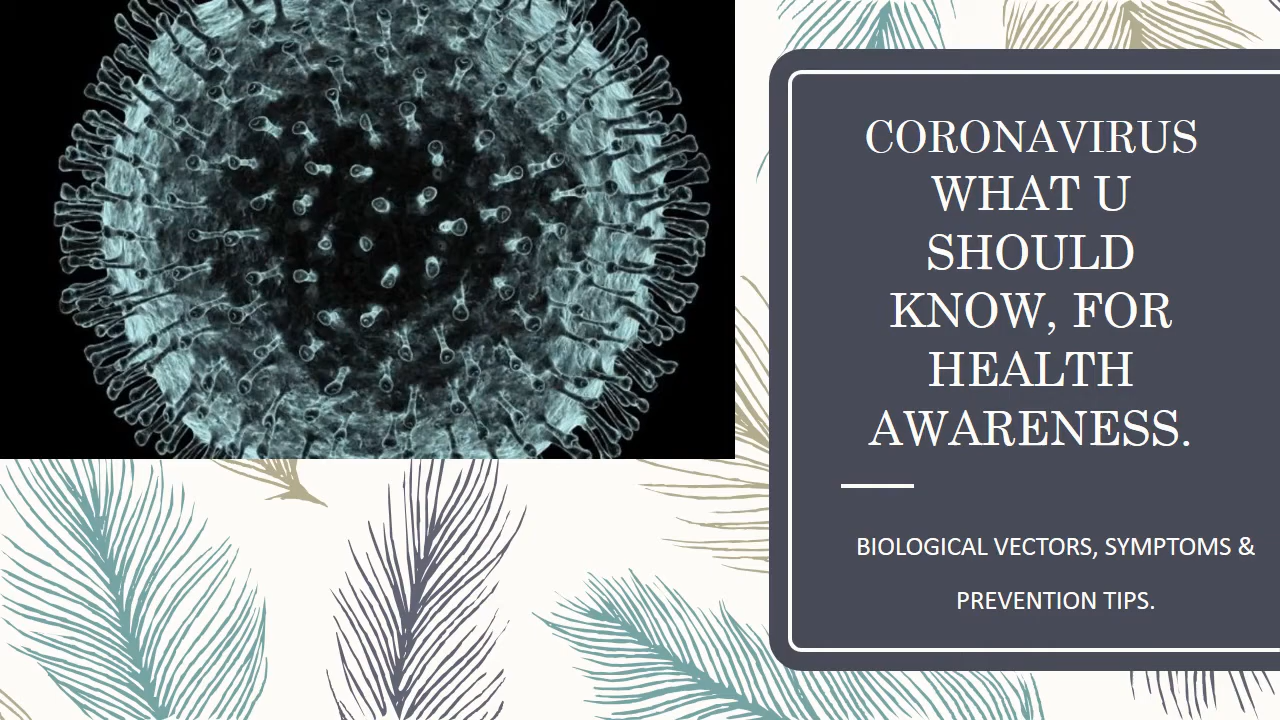 CORONAVIRUS
WHAT U
SHOULD
KNOW, FOR
HEALTH
AWARENESS.
BIOLOGICAL VECTORS, SYMPTOMS &
PREVENTION TIPS.